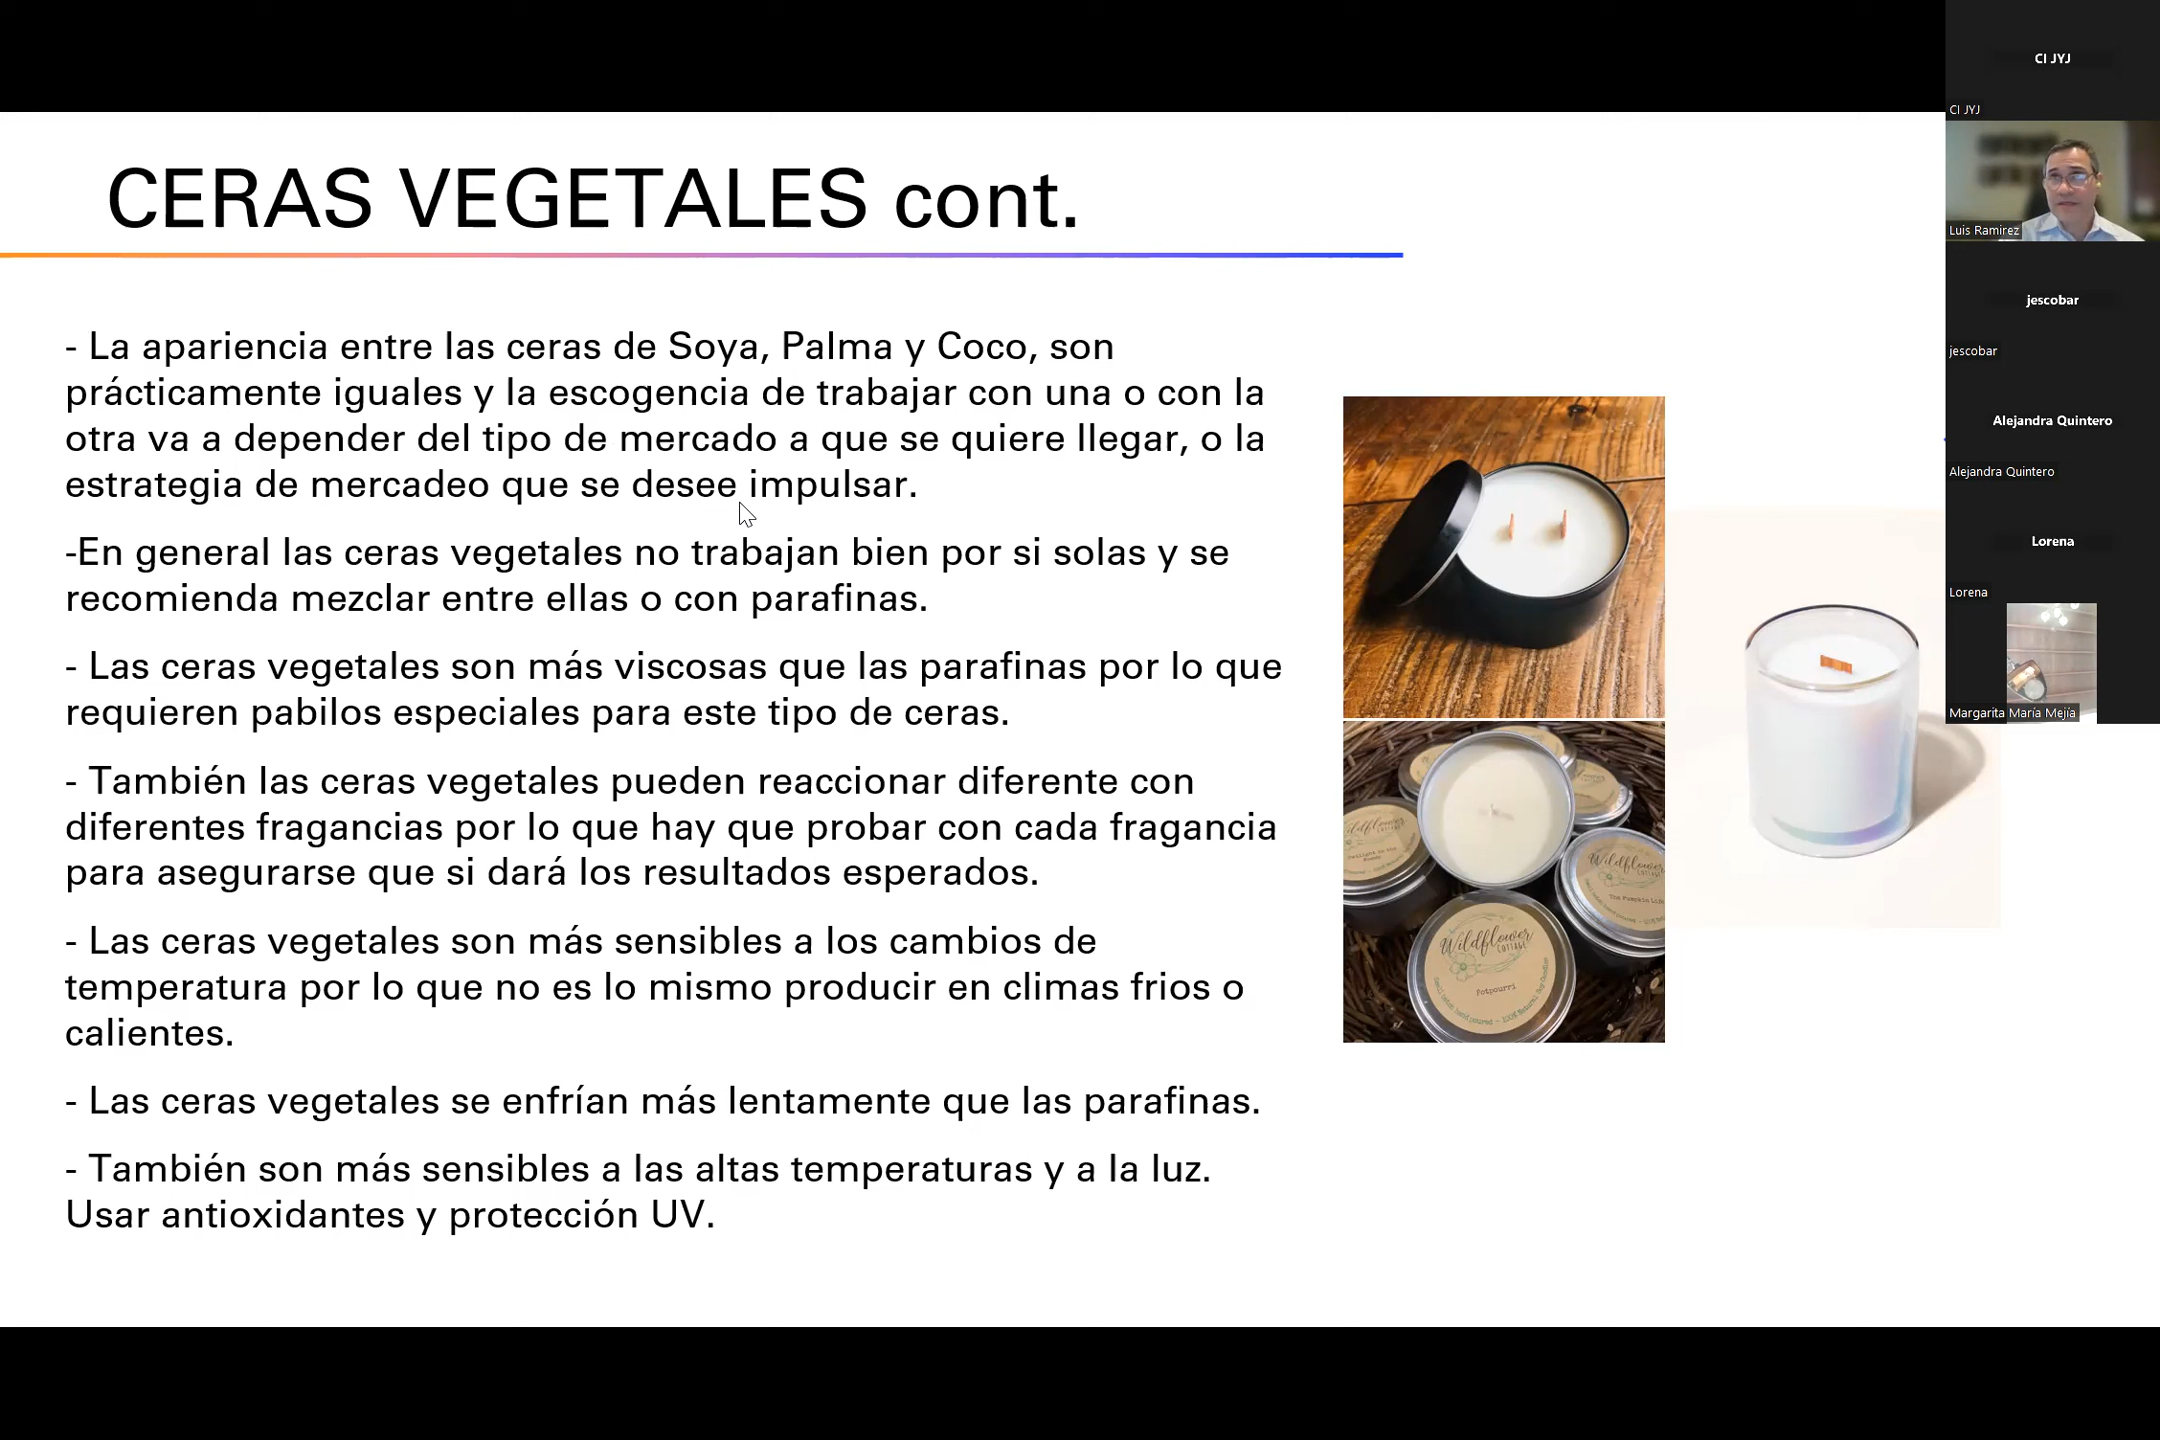 CERAS VEGETALES cont.
- La apariencia entre las ceras de Soya, Palma y Coco, son
prácticamente iguales y la escogencia de trabajar con una o con la
otra va a depender del tipo de mercado a que se quiere llegar, o la
estrategia de mercadeo que se desee impulsar.
-En general las ceras vegetales no trabajan bien por si solas y se
recomienda mezclar entre ellas o con parafinas.
- Las ceras vegetales son más viscosas que las parafinas por lo que
requieren pabilos especiales para este tipo de ceras.
- También las ceras vegetales pueden reaccionar diferente con
diferentes fragancias por lo que hay que probar con cada fragancia
para asegurarse que si dará los resultados esperados.
- Las ceras vegetales son más sensibles a los cambios de
temperatura por lo que no es lo mismo producir en climas frios o
calientes.
- Las ceras vegetales se enfrían más lentamente que las parafinas.
- También son más sensibles a las altas temperaturas y a la luz.
Usar antioxidantes y protección UV.
Wildflower
Wildflower
COTTAGE
Potpourri
CI JYJ
CI JYJ
Luis Ramirez
jescobar
jescobar
Alejandra Quintero
Alejandra Quintero
Lorena
Lorena
Margarita María Mejía